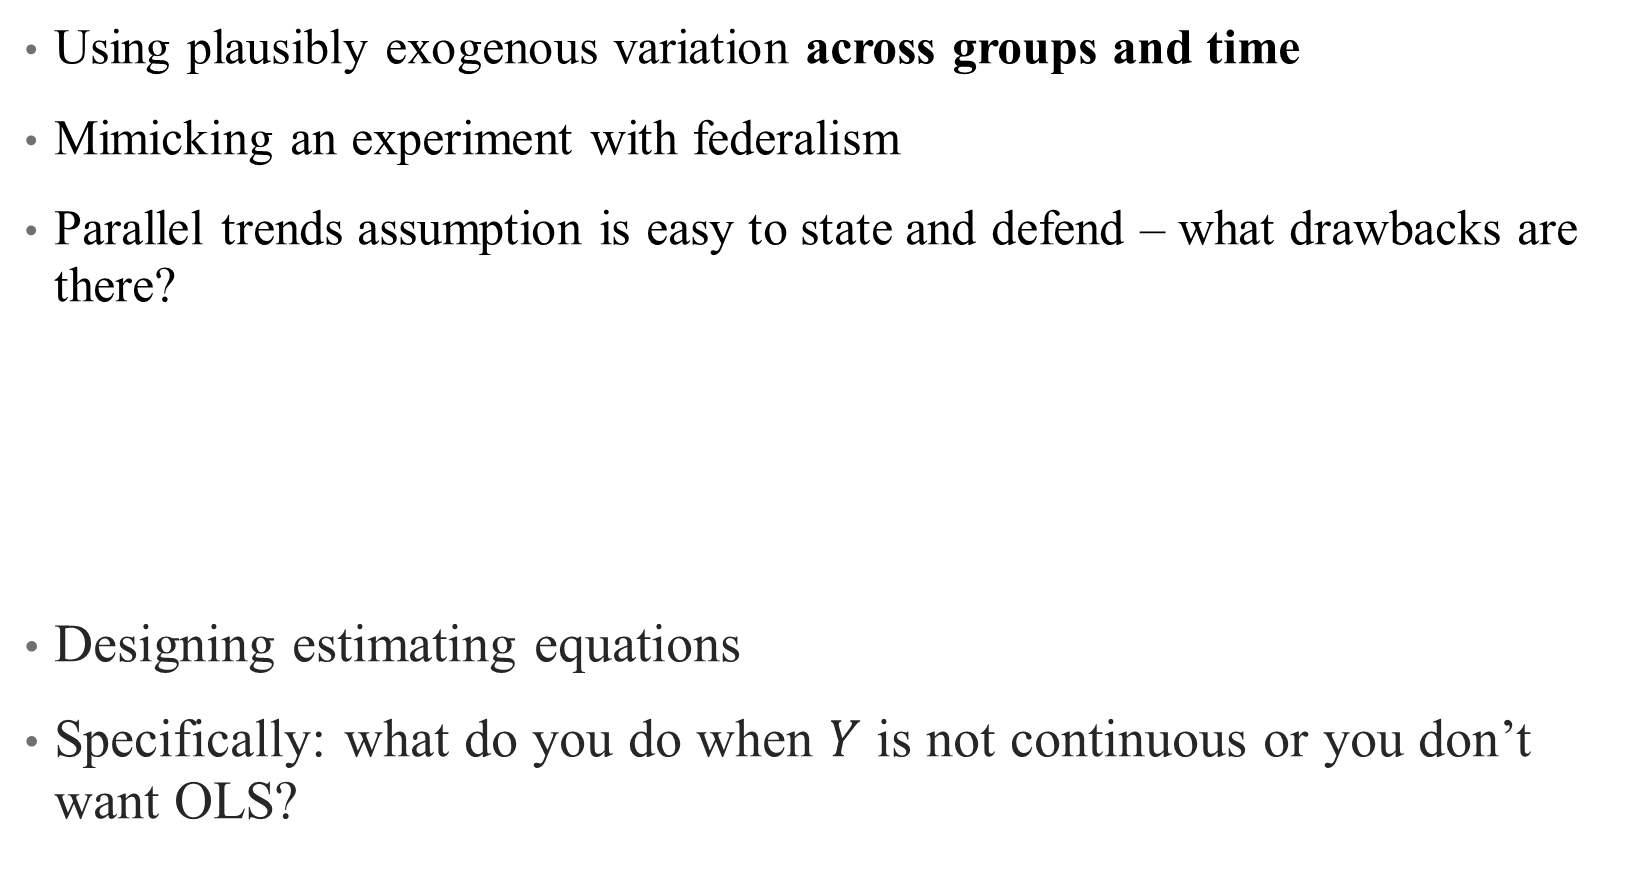 • Using plausibly exogenous variation across groups and time
• Mimicking an experiment with federalism
• Parallel trends assumption is easy to state and defend – what drawbacks are
there?
• Designing estimating equations
• Specifically: what do you do when Y is not continuous or you don’t
want OLS?